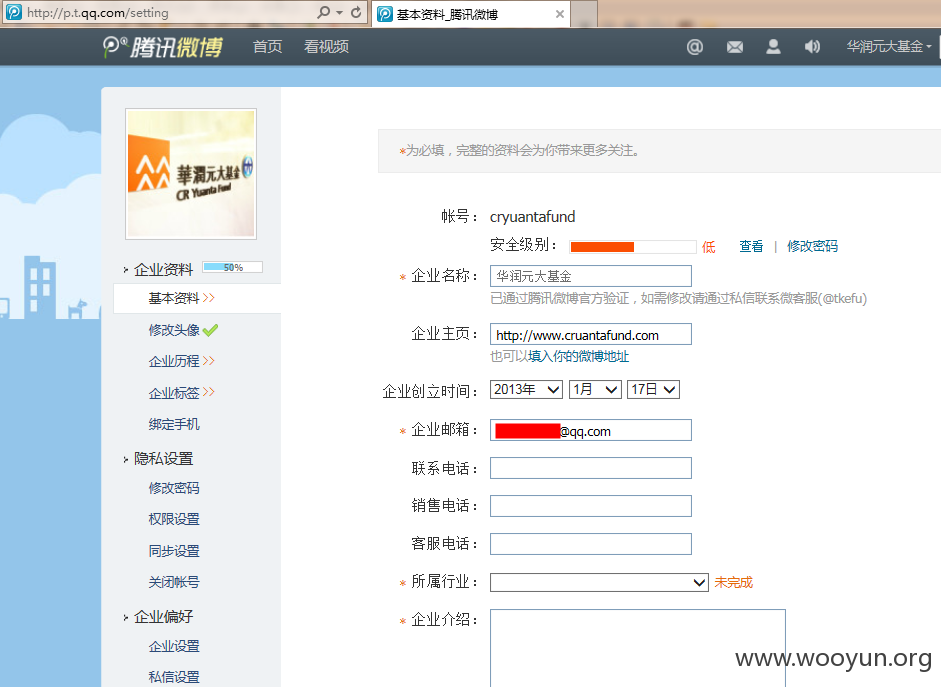 http://p.t.qq.com/setting
基本资料_腾讯微博
腾讯微博 首页 看视频 华润元大基金
華潤元大基金
CR Yuanta Fund
*为必填，完整的资料会为你带来更多关注。
帐号： cryuantafund
安全级别： 低 查看 | 修改密码
企业资料 50%
* 企业名称： 华润元大基金
已通过腾讯微博官方验证，如需修改请通过私信联系微客服(@tkefu)
基本资料 >>
修改头像
企业主页： http://www.cruantafund.com
也可以填入你的微博地址
企业历程 >>
企业标签 >>
企业创立时间： 2013年 1月 17日
绑定手机
* 企业邮箱： @qq.com
隐私设置
联系电话：
修改密码
销售电话：
权限设置
客服电话：
同步设置
关闭帐号
* 所属行业： 未完成
企业偏好
* 企业介绍：
企业设置
私信设置
www.wooyun.org